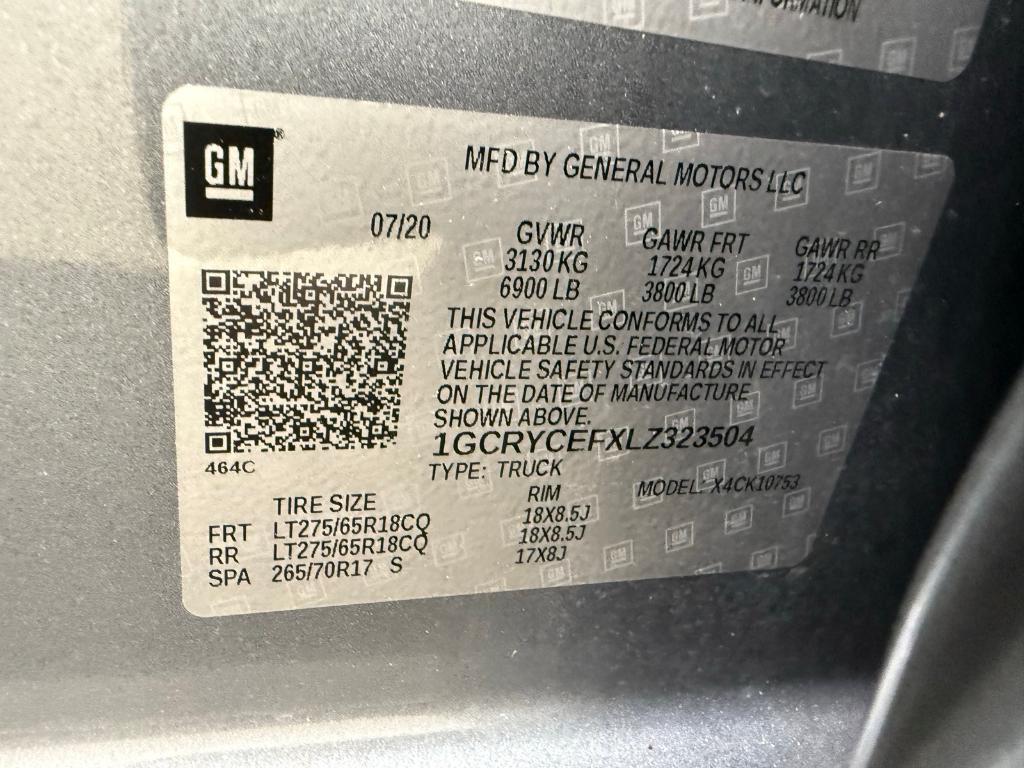 GM
MFD BY GENERAL MOTORS LLC
07/20
GVWR GAWR FRT GAWR RR
3130 KG 1724 KG 1724 KG
6900 LB 3800 LB 3800 LB
THIS VEHICLE CONFORMS TO ALL
APPLICABLE U.S. FEDERAL MOTOR
VEHICLE SAFETY STANDARDS IN EFFECT
ON THE DATE OF MANUFACTURE
SHOWN ABOVE.
1GCRYCEFXLZ323504
464C
TYPE: TRUCK
MODEL: X4CK10753
TIRE SIZE RIM
FRT LT275/65R18CQ 18X8.5J
RR LT275/65R18CQ 18X8.5J
SPA 265/70R17 S 17X8J